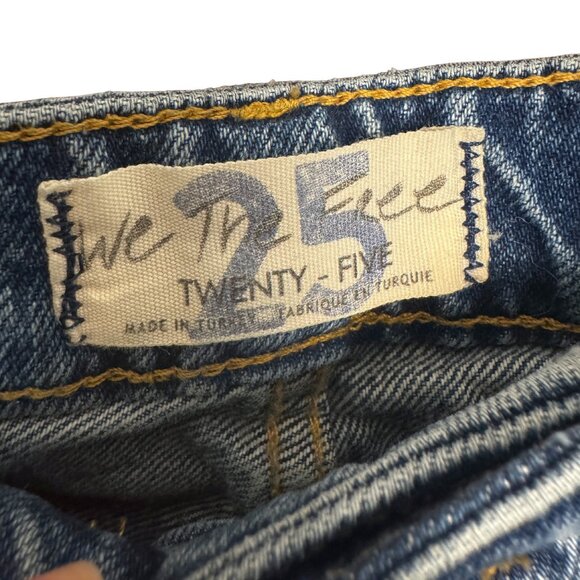 25
We The Free
TWENTY - FIVE
MADE IN TURKEY FABRIQUE EN TURQUIE